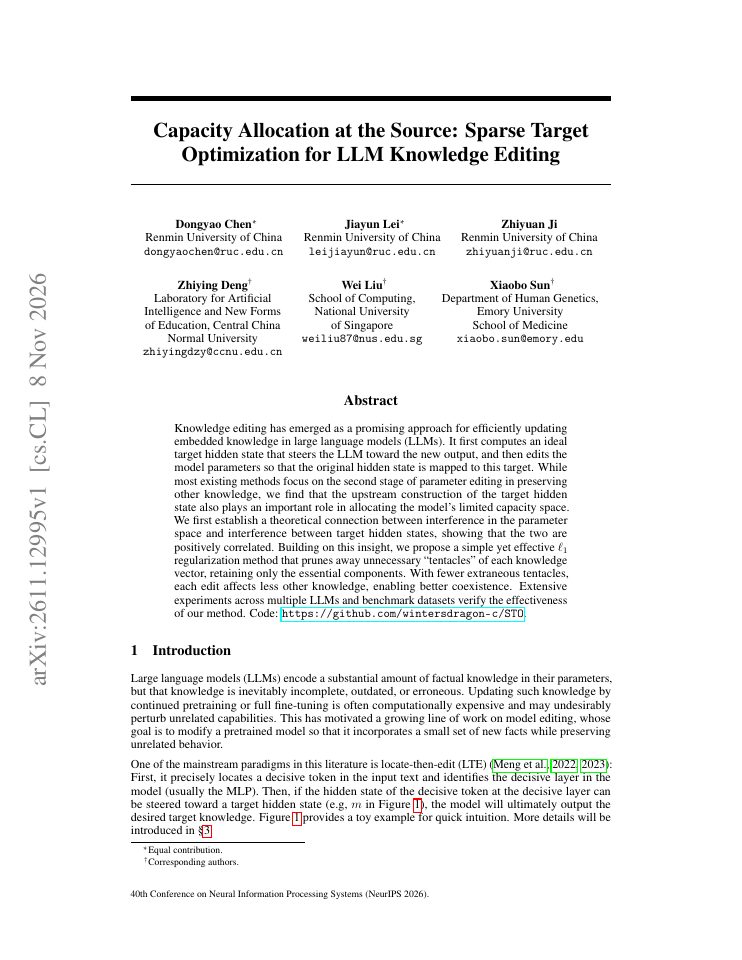 Capacity Allocation at the Source: Sparse Target
Optimization for LLM Knowledge Editing
Dongyao Chen*
Renmin University of China
dongyaochen@ruc.edu.cn
Jiayun Lei*
Renmin University of China
leijiayun@ruc.edu.cn
Zhiyuan Ji
Renmin University of China
zhiyuanji@ruc.edu.cn
Zhiying Deng†
Laboratory for Artificial
Intelligence and New Forms
of Education, Central China
Normal University
zhiyingdzy@ccnu.edu.cn
Wei Liu†
School of Computing,
National University
of Singapore
weiliu87@nus.edu.sg
Xiaobo Sun†
Department of Human Genetics,
Emory University
School of Medicine
xiaobo.sun@emory.edu
arXiv:2611.12995v1 [cs.CL] 8 Nov 2026
Abstract
Knowledge editing has emerged as a promising approach for efficiently updating
embedded knowledge in large language models (LLMs). It first computes an ideal
target hidden state that steers the LLM toward the new output, and then edits the
model parameters so that the original hidden state is mapped to this target. While
most existing methods focus on the second stage of parameter editing in preserving
other knowledge, we find that the upstream construction of the target hidden
state also plays an important role in allocating the model's limited capacity space.
We first establish a theoretical connection between interference in the parameter
space and interference between target hidden states, showing that the two are
positively correlated. Building on this insight, we propose a simple yet effective ℓ1
regularization method that prunes away unnecessary “tentacles” of each knowledge
vector, retaining only the essential components. With fewer extraneous tentacles,
each edit affects less other knowledge, enabling better coexistence. Extensive
experiments across multiple LLMs and benchmark datasets verify the effectiveness
of our method. Code: https://github.com/wintersdragon-c/STO.
1 Introduction
Large language models (LLMs) encode a substantial amount of factual knowledge in their parameters,
but that knowledge is inevitably incomplete, outdated, or erroneous. Updating such knowledge by
continued pretraining or full fine-tuning is often computationally expensive and may undesirably
perturb unrelated capabilities. This has motivated a growing line of work on model editing, whose
goal is to modify a pretrained model so that it incorporates a small set of new facts while preserving
unrelated behavior.
One of the mainstream paradigms in this literature is locate-then-edit (LTE) (Meng et al., 2022, 2023):
First, it precisely locates a decisive token in the input text and identifies the decisive layer in the
model (usually the MLP). Then, if the hidden state of the decisive token at the decisive layer can
be steered toward a target hidden state (e.g, m in Figure 1), the model will ultimately output the
desired target knowledge. Figure 1 provides a toy example for quick intuition. More details will be
introduced in §3.
*Equal contribution.
†Corresponding authors.
40th Conference on Neural Information Processing Systems (NeurIPS 2026).